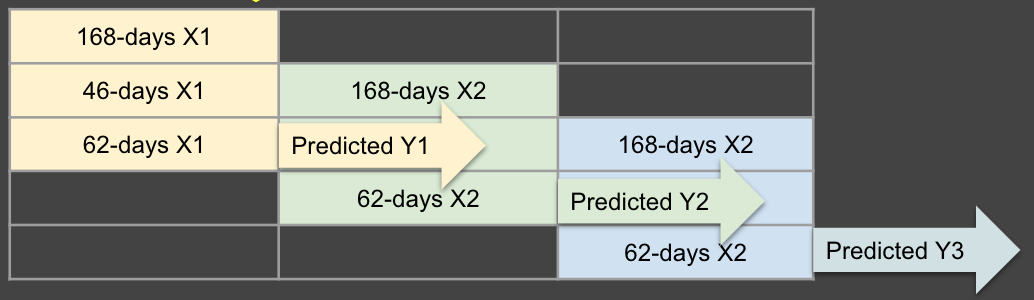 168-days X1
46-days X1
168-days X2
62-days X1
Predicted Y1
168-days X2
62-days X2
Predicted Y2
62-days X2
Predicted Y3